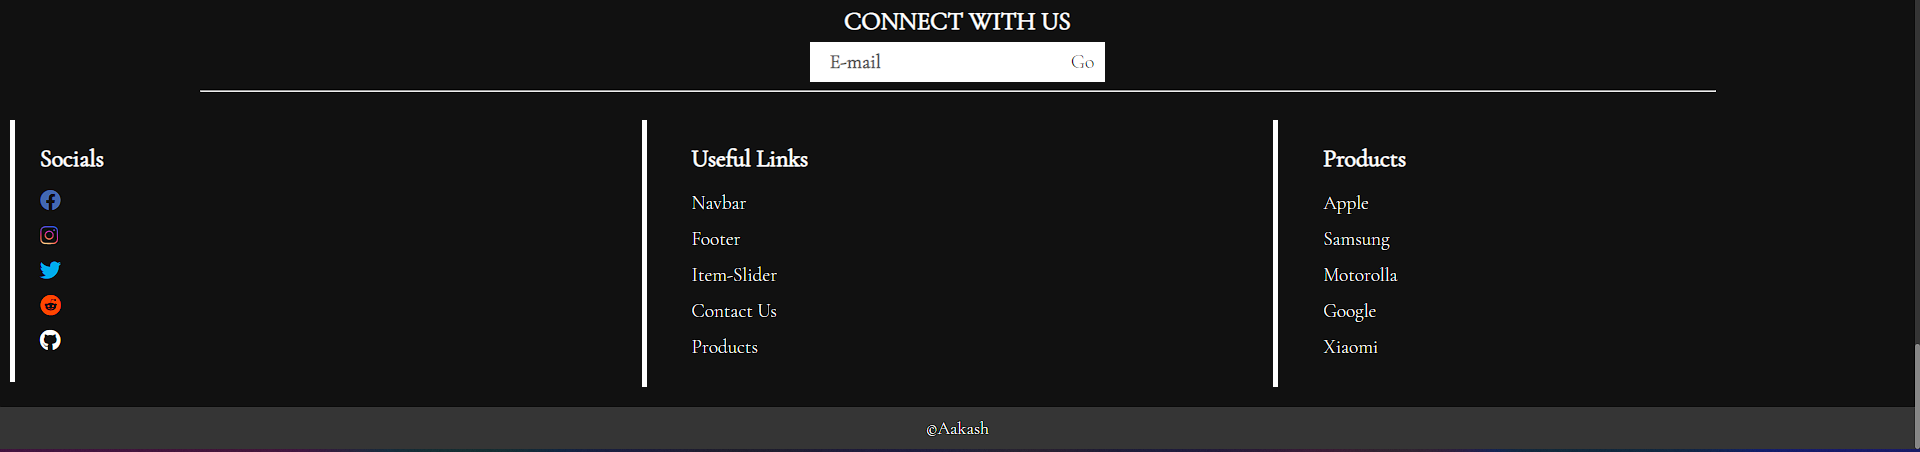 CONNECT WITH US
E-mail
Go
Socials
Useful Links
Navbar
Footer
Item-Slider
Contact Us
Products
Products
Apple
Samsung
Motorolla
Google
Xiaomi
©Aakash